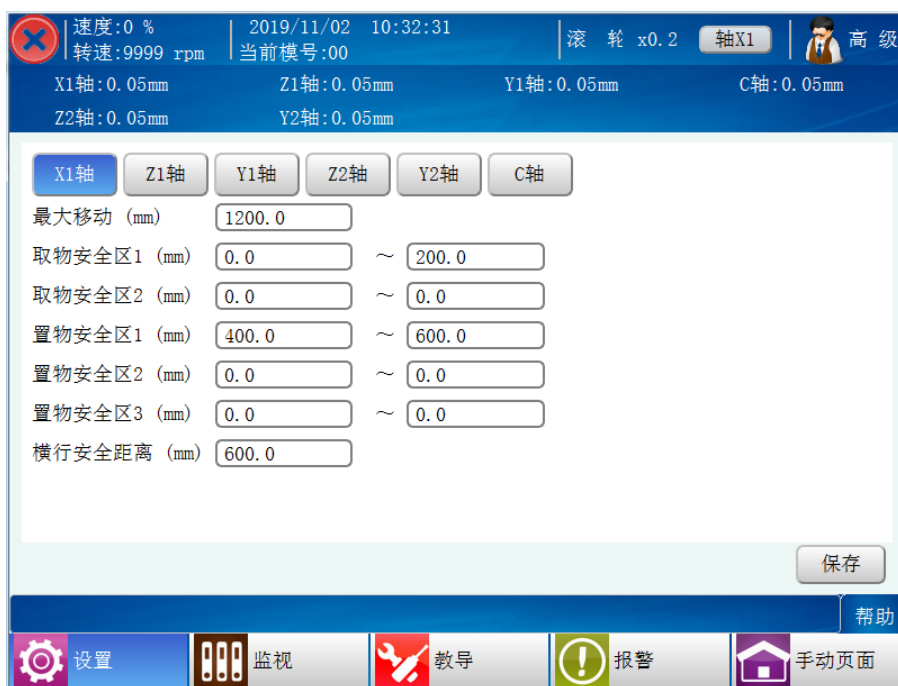 速度:0 % 2019/11/02 10:32:31 滚 轮 x0.2 轴X1 高 级
转速:9999 rpm 当前模号:00
X1轴:0.05mm Z1轴:0.05mm Y1轴:0.05mm C轴:0.05mm
Z2轴:0.05mm Y2轴:0.05mm
X1轴 Z1轴 Y1轴 Z2轴 Y2轴 C轴
最大移动 (mm) 1200.0
取物安全区1 (mm) 0.0 ～ 200.0
取物安全区2 (mm) 0.0 ～ 0.0
置物安全区1 (mm) 400.0 ～ 600.0
置物安全区2 (mm) 0.0 ～ 0.0
置物安全区3 (mm) 0.0 ～ 0.0
横行安全距离 (mm) 600.0
保存
帮助
设置 监视 教导 报警 手动页面